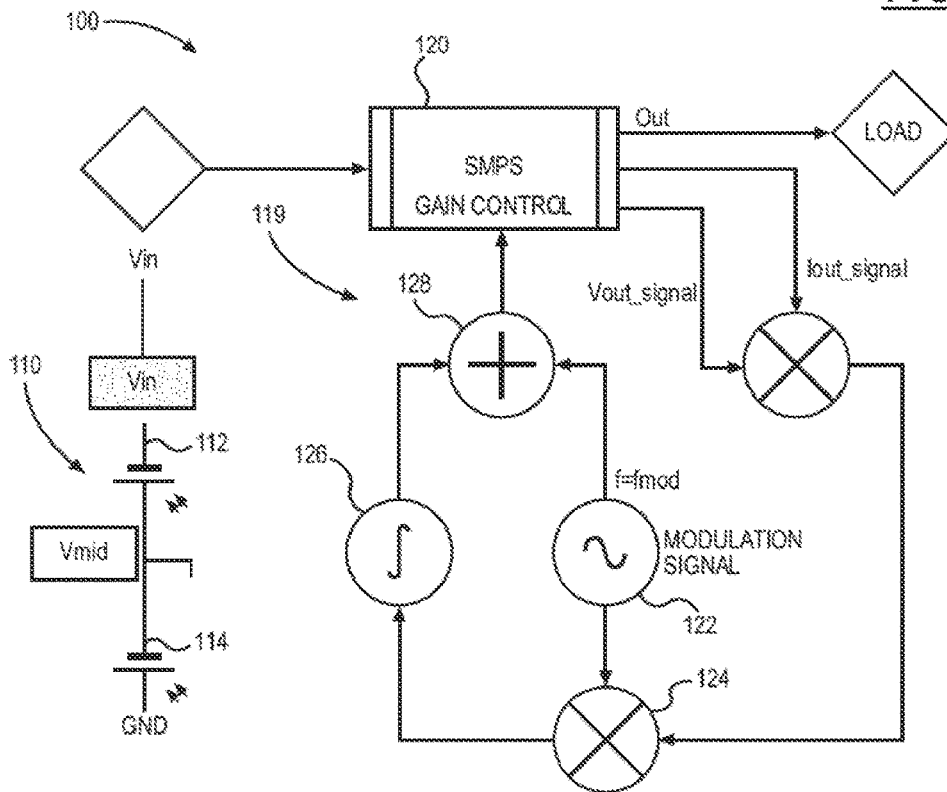 100
120
Out
LOAD
SMPS
GAIN CONTROL
119
Vin
Iout_signal
Vout_signal
128
110
Vin
112
126
f=fmod
Vmid
MODULATION
SIGNAL
122
114
124
GND